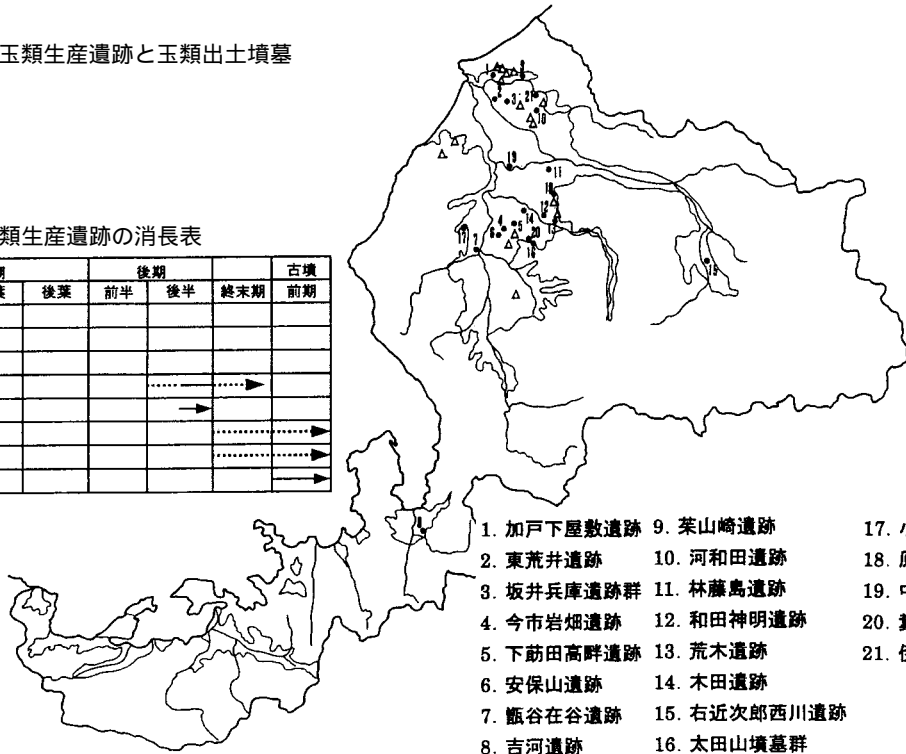 玉類生産遺跡と玉類出土墳墓
類生産遺跡の消長表
後期 古墳
後葉 前半 後半 終末期 前期
1. 加戸下屋敷遺跡
2. 東荒井遺跡
3. 坂井兵庫遺跡群
4. 今市岩畑遺跡
5. 下莇田高畔遺跡
6. 安保山遺跡
7. 甑谷在谷遺跡
8. 吉河遺跡
9. 茱山崎遺跡
10. 河和田遺跡
11. 林藤島遺跡
12. 和田神明遺跡
13. 荒木遺跡
14. 木田遺跡
15. 右近次郎西川遺跡
16. 太田山墳墓群
17.
18.
19.
20.
21.